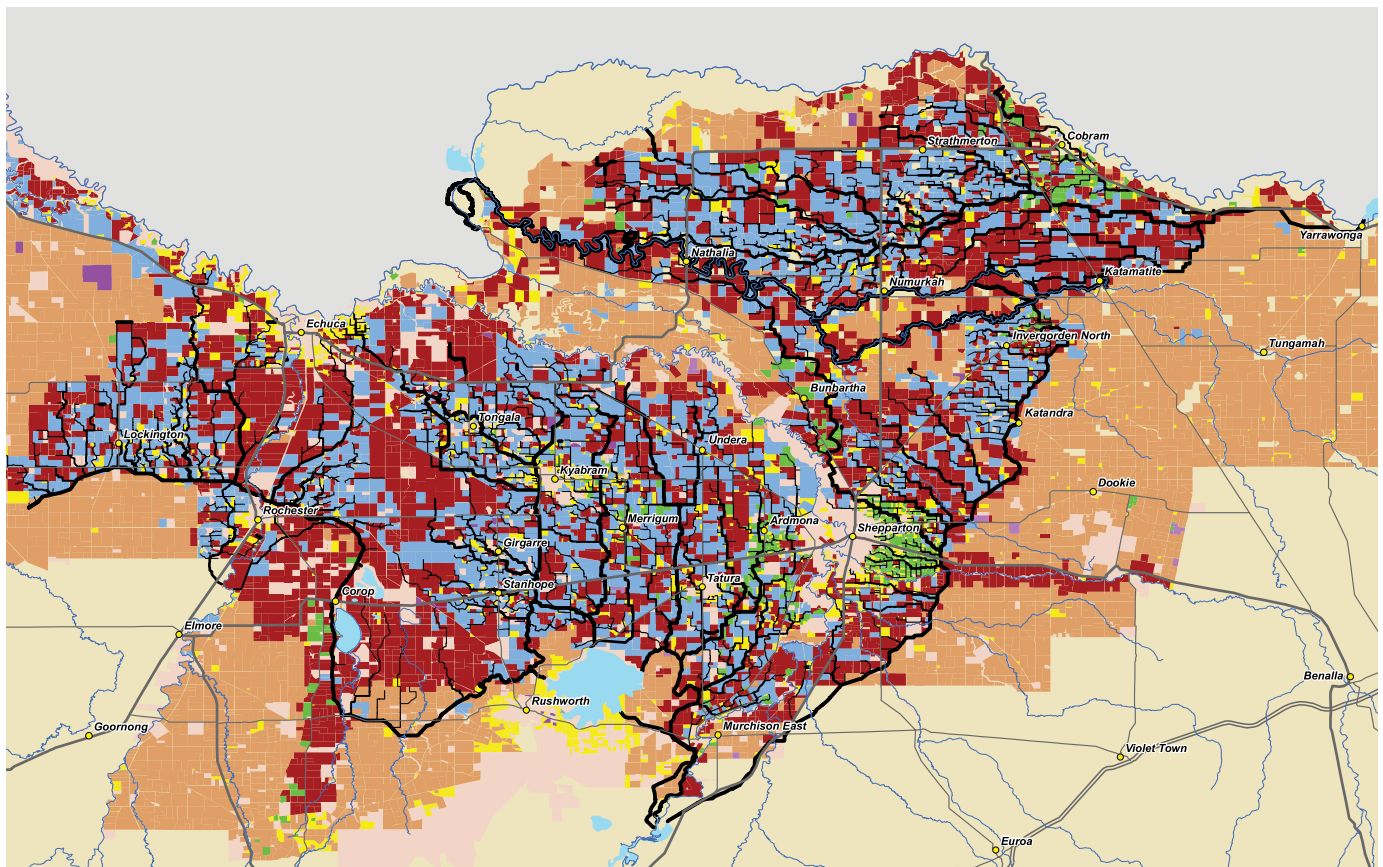 Cobram
Strathmerton
Yarrawonga
Nathalia
Katamatite
Numurkah
Echuca
Invergorden North
Tungamah
Bunbartha
Katandra
Tongala
Lockington
Undera
Kyabram
Dookie
Rochester
Merrigum
Ardmona
Shepparton
Girgarre
Stanhope
Tatura
Corop
Elmore
Benalla
Rushworth
Goornong
Murchison East
Violet Town
Euroa